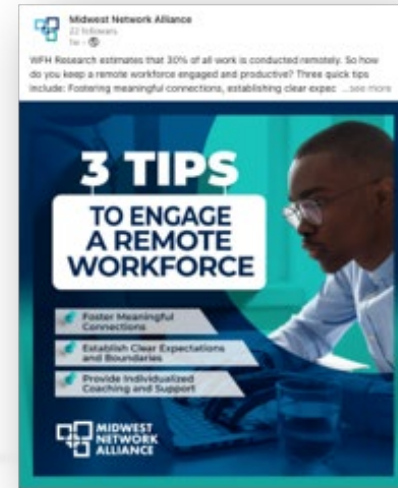 Midwest Network Alliance
22 followers
1w
WFH Research estimates that 30% of all work is conducted remotely. So how
do you keep a remote workforce engaged and productive? Three quick tips
include: Fostering meaningful connections, establishing clear expec ...see more
3 TIPS
TO ENGAGE
A REMOTE
WORKFORCE
Foster Meaningful
Connections
Establish Clear Expectations
and Boundaries
Provide Individualized
Coaching and Support
MIDWEST
NETWORK
ALLIANCE